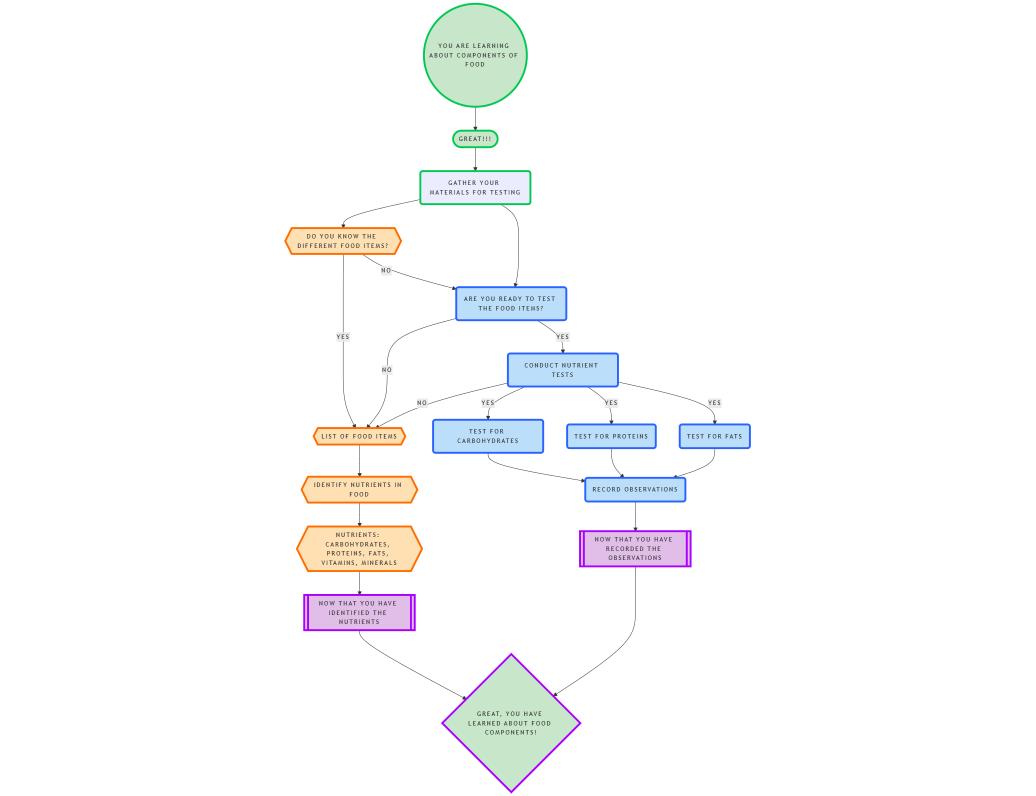 YOU ARE LEARNING
ABOUT COMPONENTS OF
FOOD
GREAT!!!
GATHER YOUR
MATERIALS FOR TESTING
DO YOU KNOW THE
DIFFERENT FOOD ITEMS?
NO
ARE YOU READY TO TEST
THE FOOD ITEMS?
YES
YES
NO
CONDUCT NUTRIENT
TESTS
NO
YES
YES
YES
LIST OF FOOD ITEMS
TEST FOR
CARBOHYDRATES
TEST FOR PROTEINS
TEST FOR FATS
IDENTIFY NUTRIENTS IN
FOOD
RECORD OBSERVATIONS
NUTRIENTS:
CARBOHYDRATES,
PROTEINS, FATS,
VITAMINS, MINERALS
NOW THAT YOU HAVE
RECORDED THE
OBSERVATIONS
NOW THAT YOU HAVE
IDENTIFIED THE
NUTRIENTS
GREAT, YOU HAVE
LEARNED ABOUT FOOD
COMPONENTS!